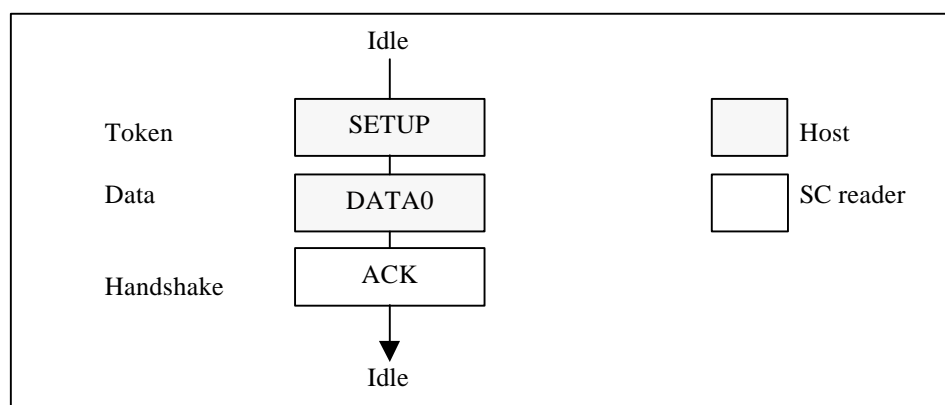 Idle
Token SETUP Host
Data DATA0 SC reader
Handshake ACK
Idle